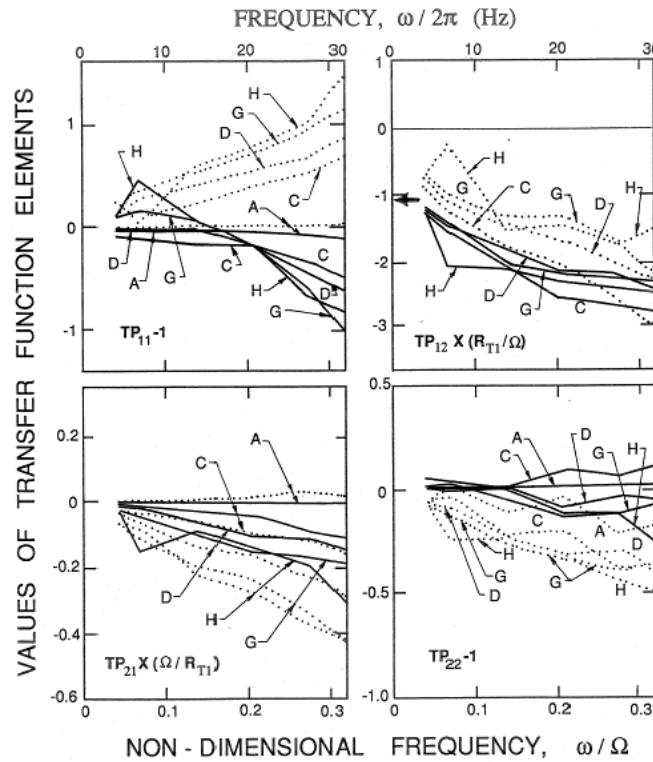 FREQUENCY, ω/2π (Hz)
0 10 20 30
0 10 20 30
VALUES OF TRANSFER FUNCTION ELEMENTS
1
0
-1
H
G
D
H
C
A
D
A
G
C
C
H
D
G
TP11-1
0
-1
-2
-3
H
G
C
G
D
H
H
D
G
C
TP12 X (RT1/Ω)
0.2
0
-0.2
-0.4
-0.6
A
C
D
H
G
TP21X (Ω/RT1)
0 0.1 0.2 0.3
0.5
0
-0.5
-1.0
A
C
D
G
H
C
A
D
H
G
D
G
H
TP22-1
0 0.1 0.2 0.3
NON-DIMENSIONAL FREQUENCY, ω/Ω